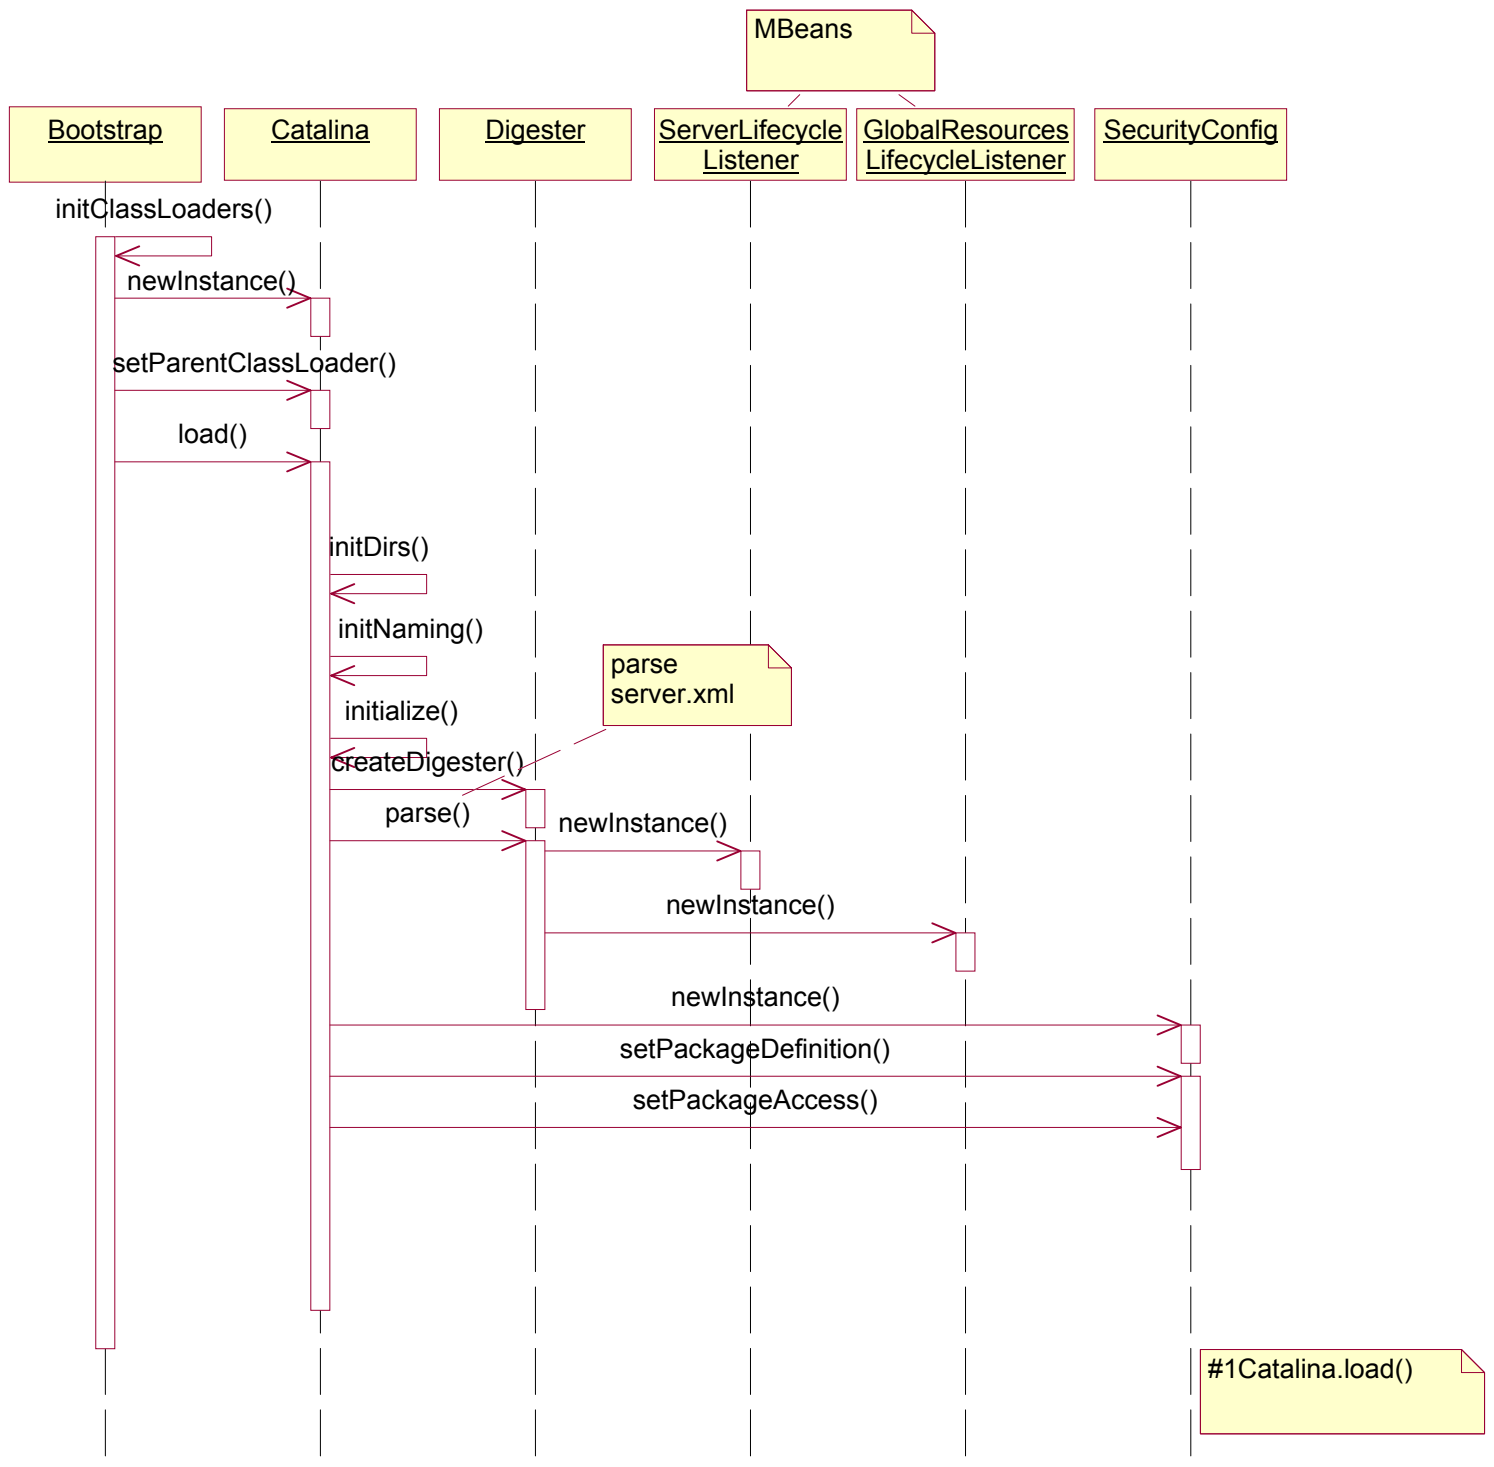 MBeans
Bootstrap
Catalina
Digester
ServerLifecycle
Listener
GlobalResources
LifecycleListener
SecurityConfig
initClassLoaders()
newInstance()
setParentClassLoader()
load()
initDirs()
initNaming()
parse
server.xml
initialize()
createDigester()
parse()
newInstance()
newInstance()
newInstance()
setPackageDefinition()
setPackageAccess()
#1Catalina.load()